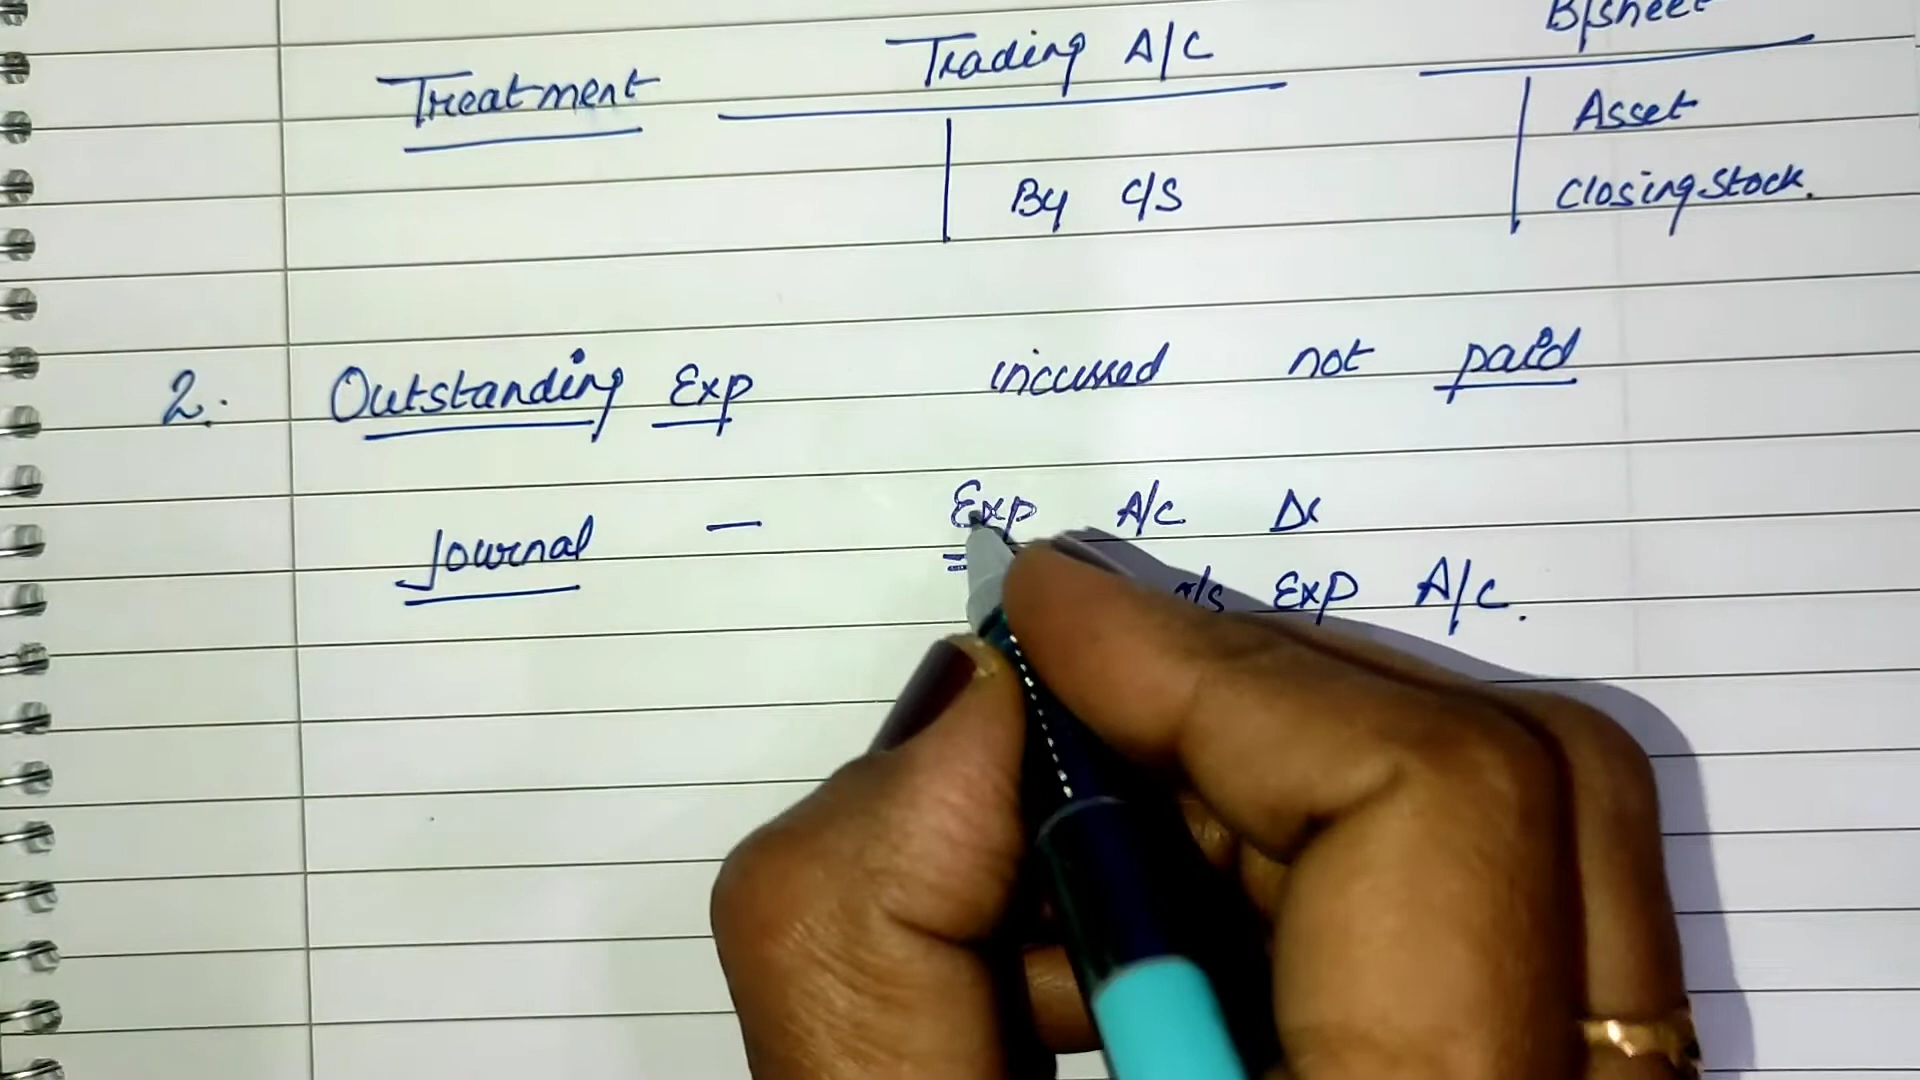 B/sheet
Treatment Trading A/C
Asset
By C/S Closing Stock.
2. Outstanding Exp incurred not paid
Journal — Exp A/C Dr
Exp A/C.